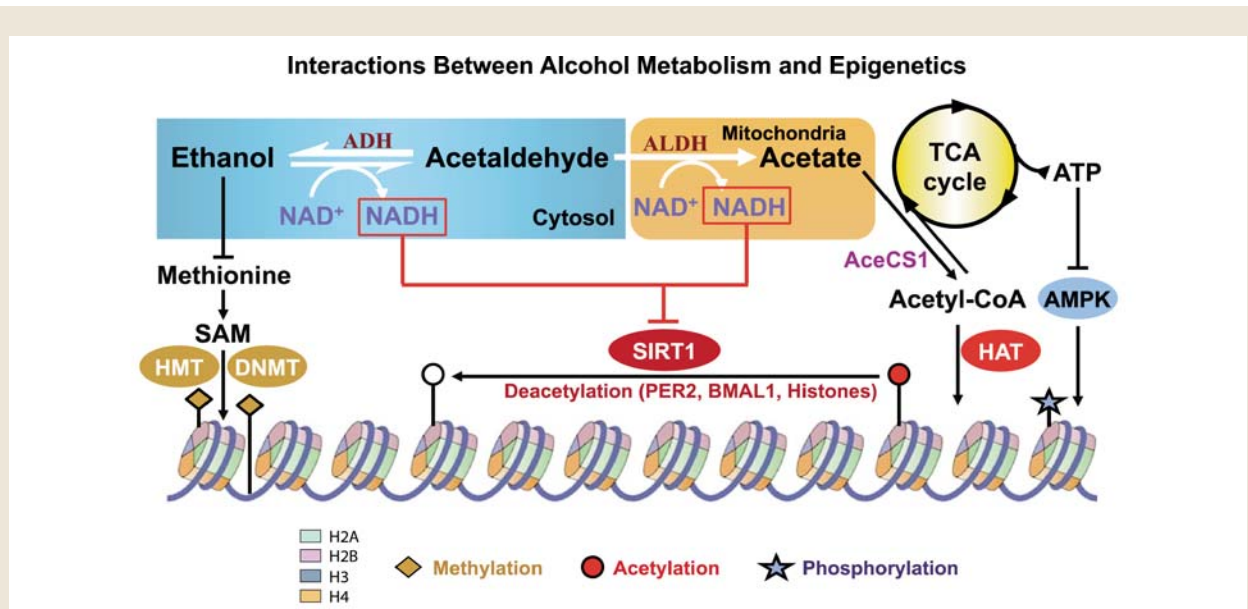 Interactions Between Alcohol Metabolism and Epigenetics
Ethanol
ADH
Acetaldehyde
ALDH
Mitochondria
Acetate
TCA
cycle
ATP
NAD+
NADH
Cytosol
NAD+
NADH
AceCS1
Methionine
Acetyl-CoA
AMPK
SAM
HMT
DNMT
SIRT1
HAT
Deacetylation (PER2, BMAL1, Histones)
H2A
H2B
H3
H4
Methylation
Acetylation
Phosphorylation